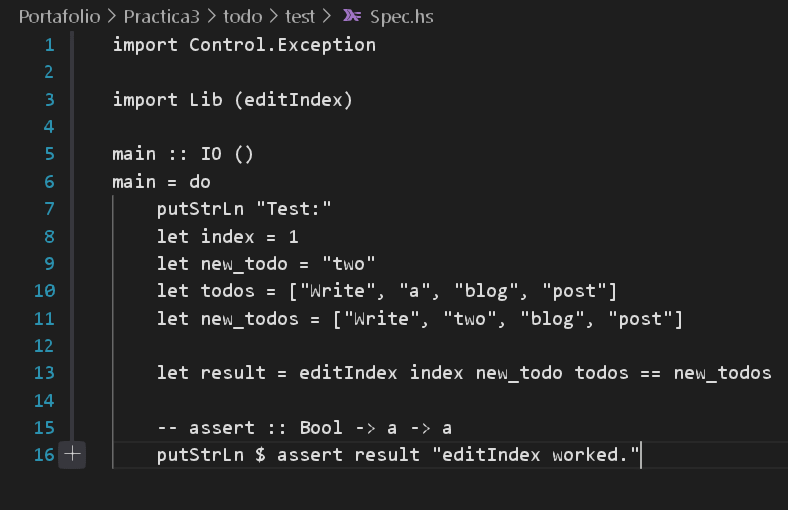 Portafolio > Practica3 > todo > test > Spec.hs
1 import Control.Exception
2
3 import Lib (editIndex)
4
5 main :: IO ()
6 main = do
7 putStrLn "Test:"
8 let index = 1
9 let new_todo = "two"
10 let todos = ["Write", "a", "blog", "post"]
11 let new_todos = ["Write", "two", "blog", "post"]
12
13 let result = editIndex index new_todo todos == new_todos
14
15 -- assert :: Bool -> a -> a
16 putStrLn $ assert result "editIndex worked."